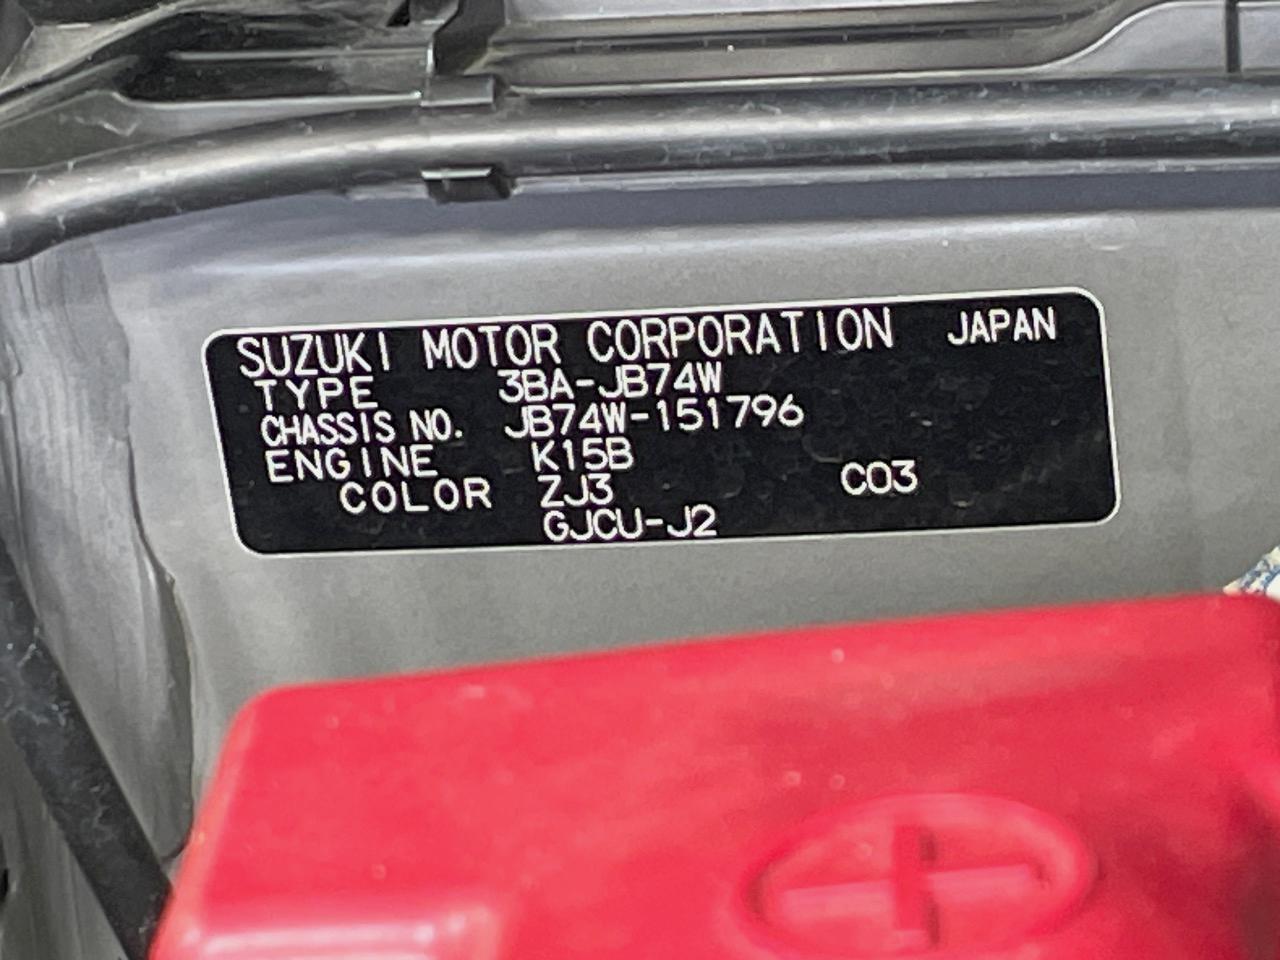 SUZUKI MOTOR CORPORATION JAPAN
TYPE 3BA-JB74W
CHASSIS NO. JB74W-151796
ENGINE K15B
COLOR ZJ3 C03
GJCU-J2